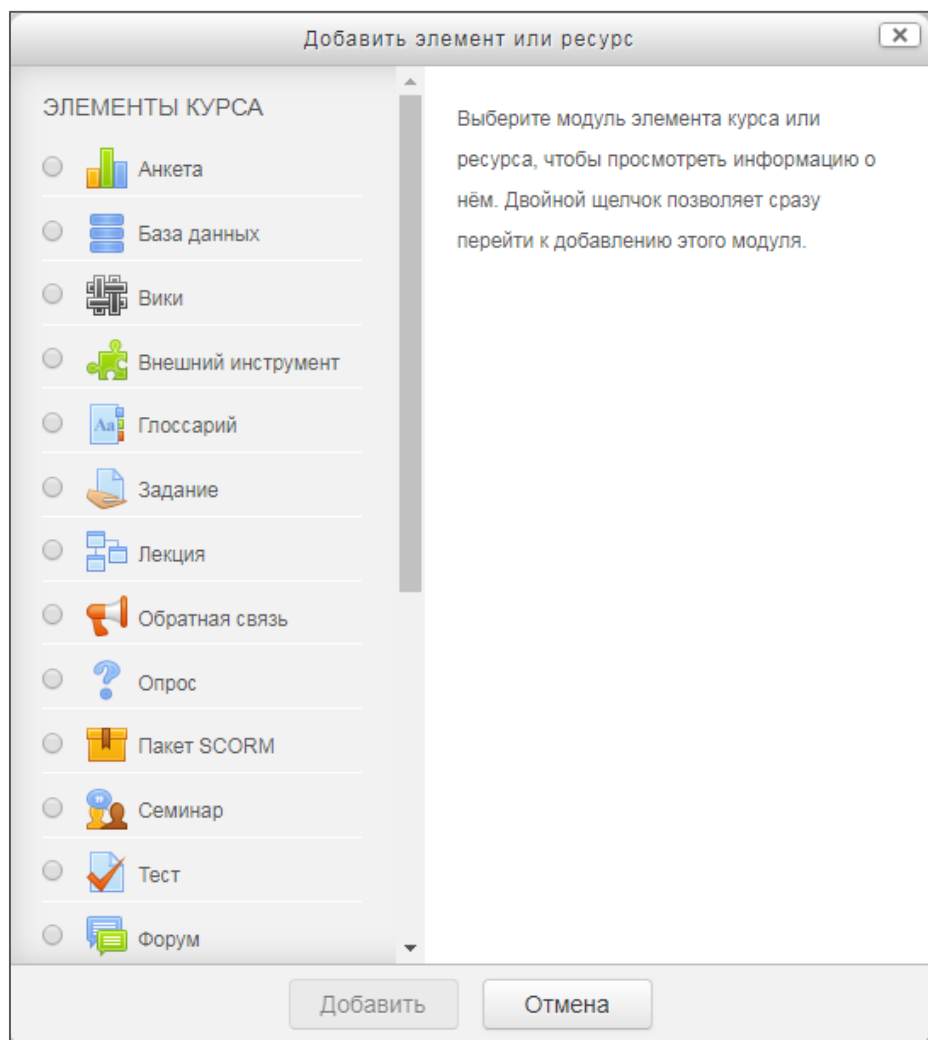 Добавить элемент или ресурс
ЭЛЕМЕНТЫ КУРСА
Анкета
База данных
Вики
Внешний инструмент
Аа
Глоссарий
Задание
Лекция
Обратная связь
Опрос
Пакет SCORM
Семинар
Тест
Форум
Выберите модуль элемента курса или
ресурса, чтобы просмотреть информацию о
нём. Двойной щелчок позволяет сразу
перейти к добавлению этого модуля.
Добавить
Отмена